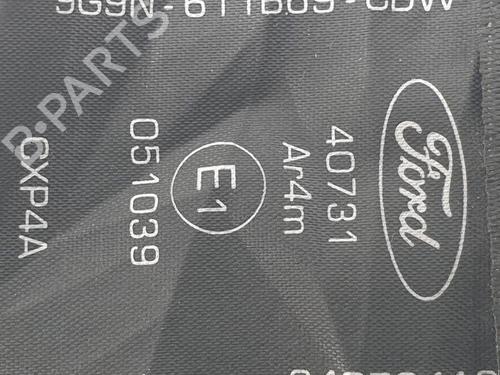 9G9N-611B69-CDW
Ford
40731
Ar4m
E1
051039
GXP4A
B-PARTS